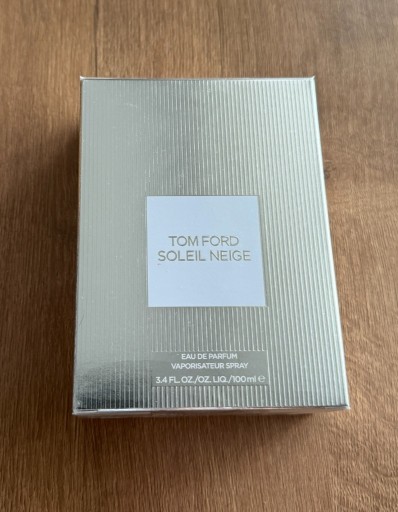 TOM FORD
SOLEIL NEIGE
EAU DE PARFUM
VAPORISATEUR SPRAY
3.4 FL. OZ./OZ. LIQ./100ml ℮